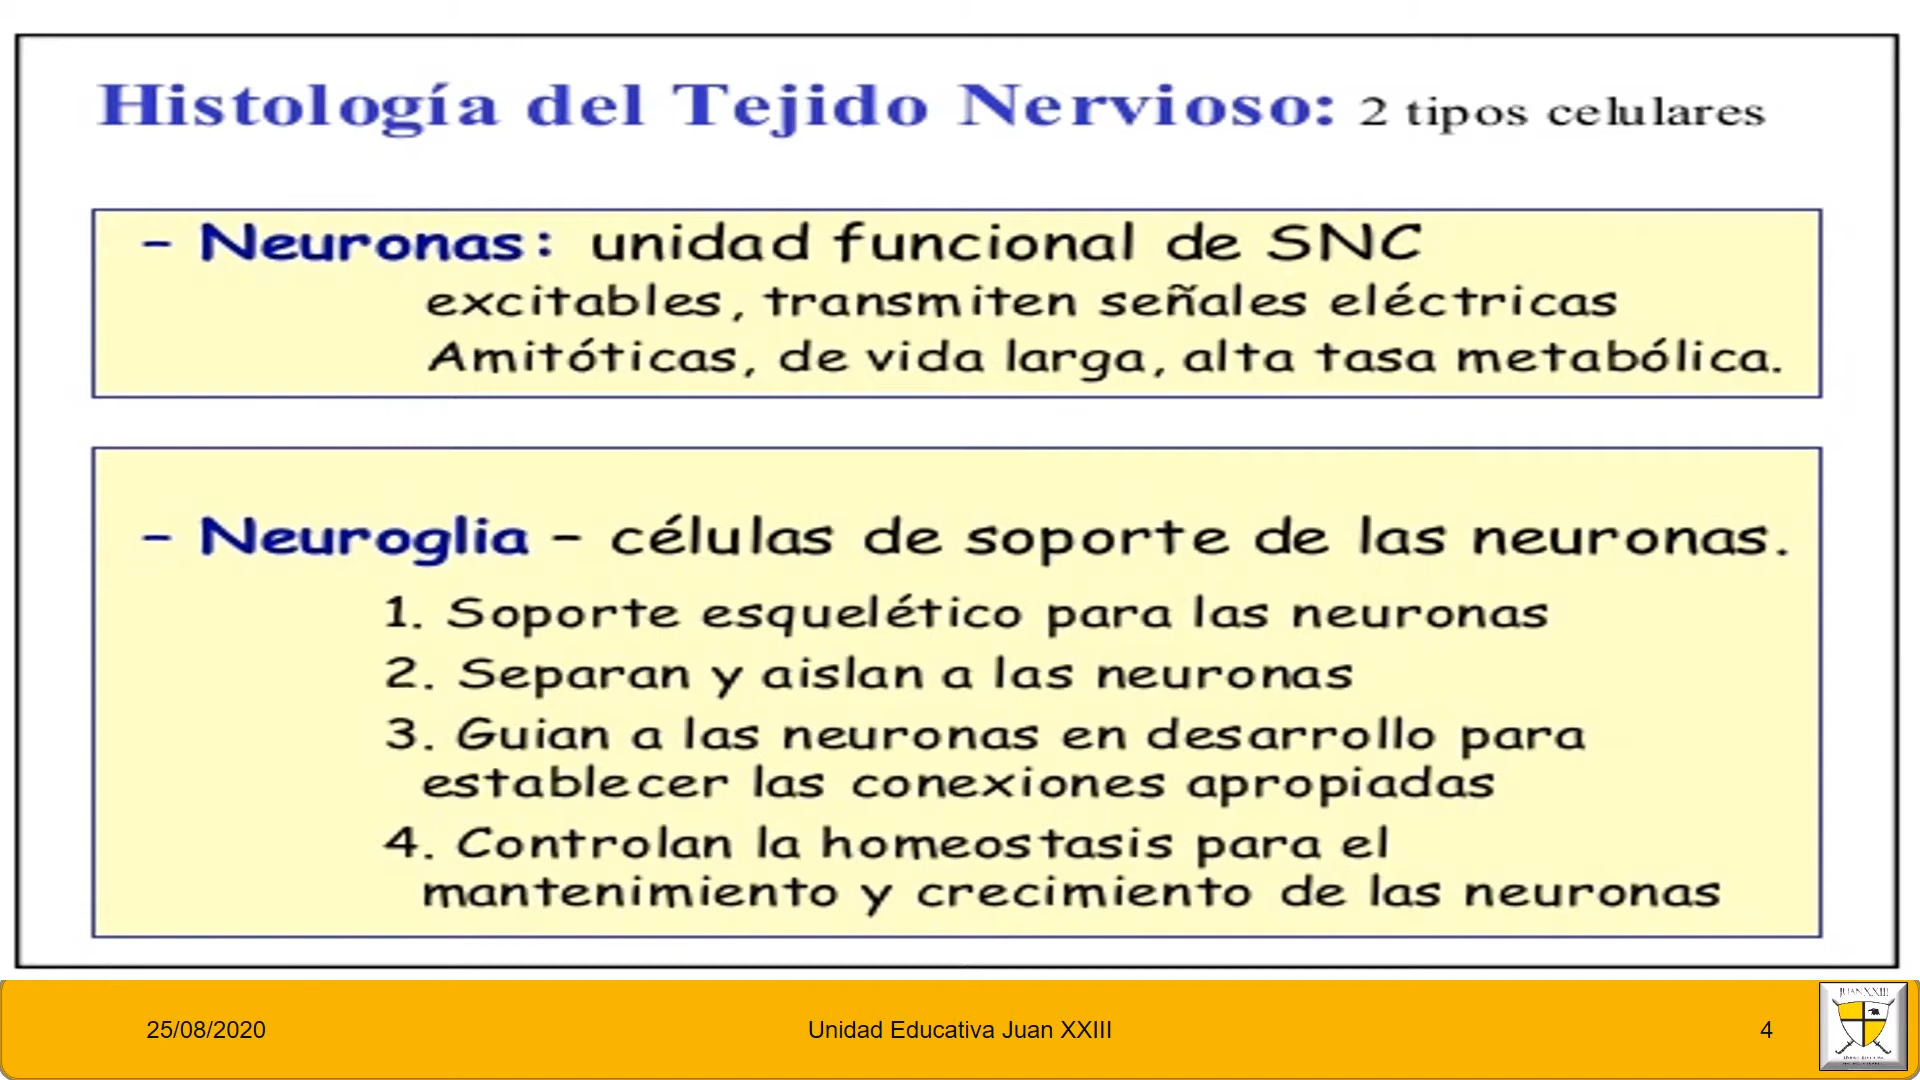 Histología del Tejido Nervioso: 2 tipos celulares
- Neuronas: unidad funcional de SNC
excitables, transmiten señales eléctricas
Amitóticas, de vida larga, alta tasa metabólica.
- Neuroglia - células de soporte de las neuronas.
1. Soporte esquelético para las neuronas
2. Separan y aislan a las neuronas
3. Guian a las neuronas en desarrollo para
establecer las conexiones apropiadas
4. Controlan la homeostasis para el
mantenimiento y crecimiento de las neuronas
25/08/2020
Unidad Educativa Juan XXIII
4
JUAN XXIII